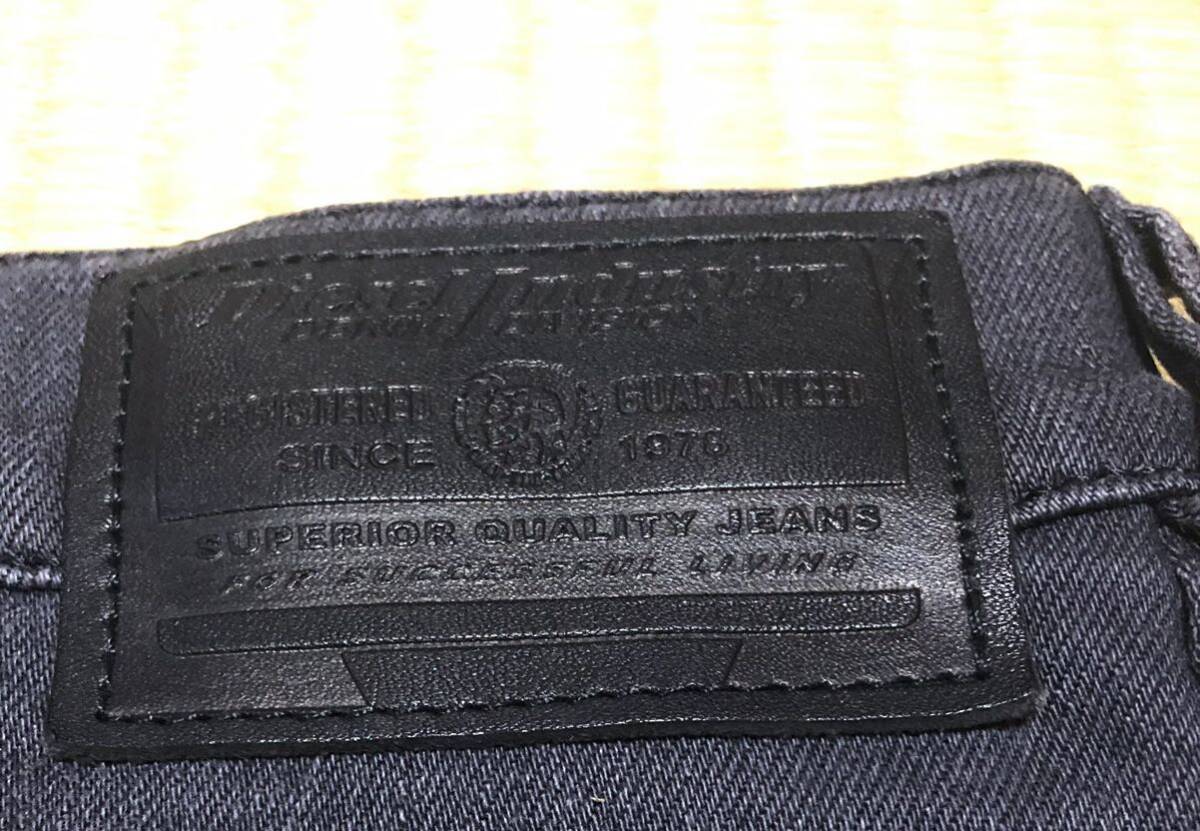 Diesel/Industry
DENIM DIVISION
REGISTERED GUARANTEED
SINCE 1978
SUPERIOR QUALITY JEANS
FOR SUCCESSFUL LIVING